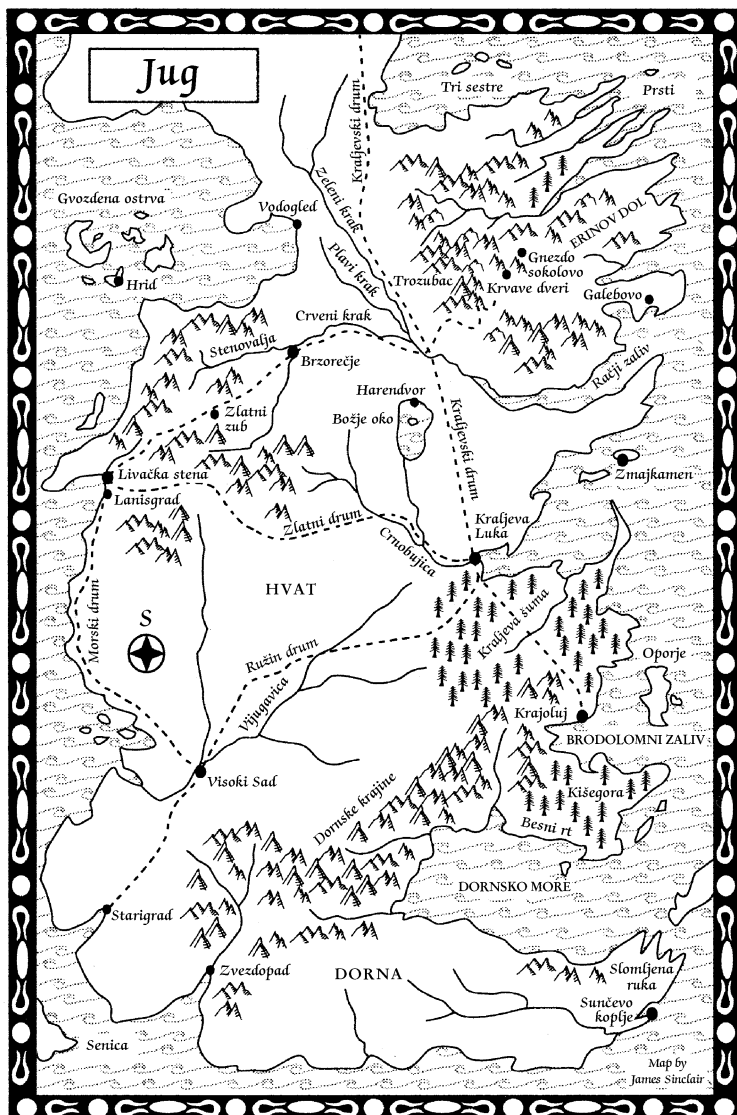 Jug
Tri sestre
Prsti
Kraljevski drum
Zeleni krak
Gvozdena ostrva
Vodogled
ERINOV DOL
Plavi krak
Gnezdo
sokolovo
Trozubac
Krvave dveri
Hrid
Galebovo
Crveni krak
Stenovalja
Brzorečje
Račji zaliv
Harendvor
Zlatni
zub
Božje oko
Kraljevski drum
Zmajkamen
Livačka stena
Lanisgrad
Zlatni drum
Kraljeva
Luka
Crnobujica
HVAT
S
Morski drum
Kraljeva šuma
Ružin drum
Oporje
Vijugavica
Krajoluj
BRODOLOMNI ZALIV
Visoki Sad
Kišegora
Dornske krajine
Besni rt
DORNSKO MORE
Starigrad
Zvezdopad
DORNA
Slomljena
ruka
Sunčevo
koplje
Senica
Map by
James Sinclair